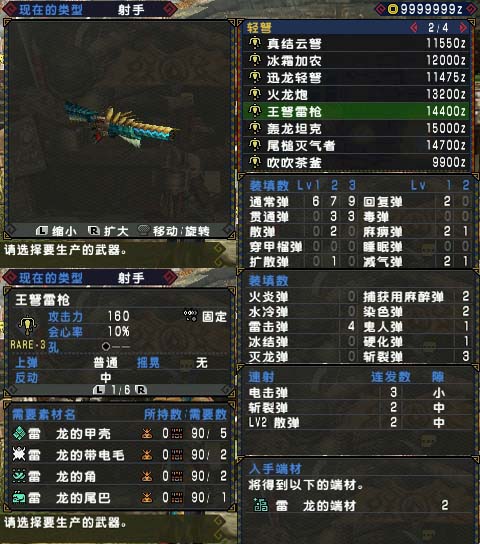 现在的类型 射手
9999999z
轻弩 2/4
真结云弩 11550z
冰霜加农 12000z
迅龙轻弩 11475z
火龙炮 13200z
王弩雷枪 14400z
轰龙坦克 15000z
尾槌灭气者 14700z
吹吹茶釜 9900z
L 缩小 R 扩大 移动/旋转
请选择要生产的武器。
装填数 Lv1 2 3 Lv 1 2
通常弹 6 7 9 回复弹 2 0
贯通弹 0 3 3 毒弹 0 0
散弹 0 2 0 麻痹弹 2 1
穿甲榴弹 0 0 0 睡眠弹 0 0
扩散弹 0 1 0 减气弹 2 1
现在的类型 射手
王弩雷枪
攻击力 160 固定
会心率 10%
RARE-3 孔
上弹 普通 摇晃 无
反动 中
L 1/6 R
需要素材名 所持数/需要数
雷 龙的甲壳 0 90/ 5
雷 龙的带电毛 0 90/ 2
雷 龙的角 0 90/ 2
雷 龙的尾巴 0 90/ 1
请选择要生产的武器。
装填数
火炎弹 0 捕获用麻醉弹 2
水冷弹 0 染色弹 2
雷击弹 4 鬼人弹 1
冰结弹 0 硬化弹 1
灭龙弹 0 斩裂弹 3
速射 连发数 隙
电击弹 3 小
斩裂弹 2 中
LV2 散弹 2 中
入手端材
将得到以下的端材。
雷 龙的端材 2